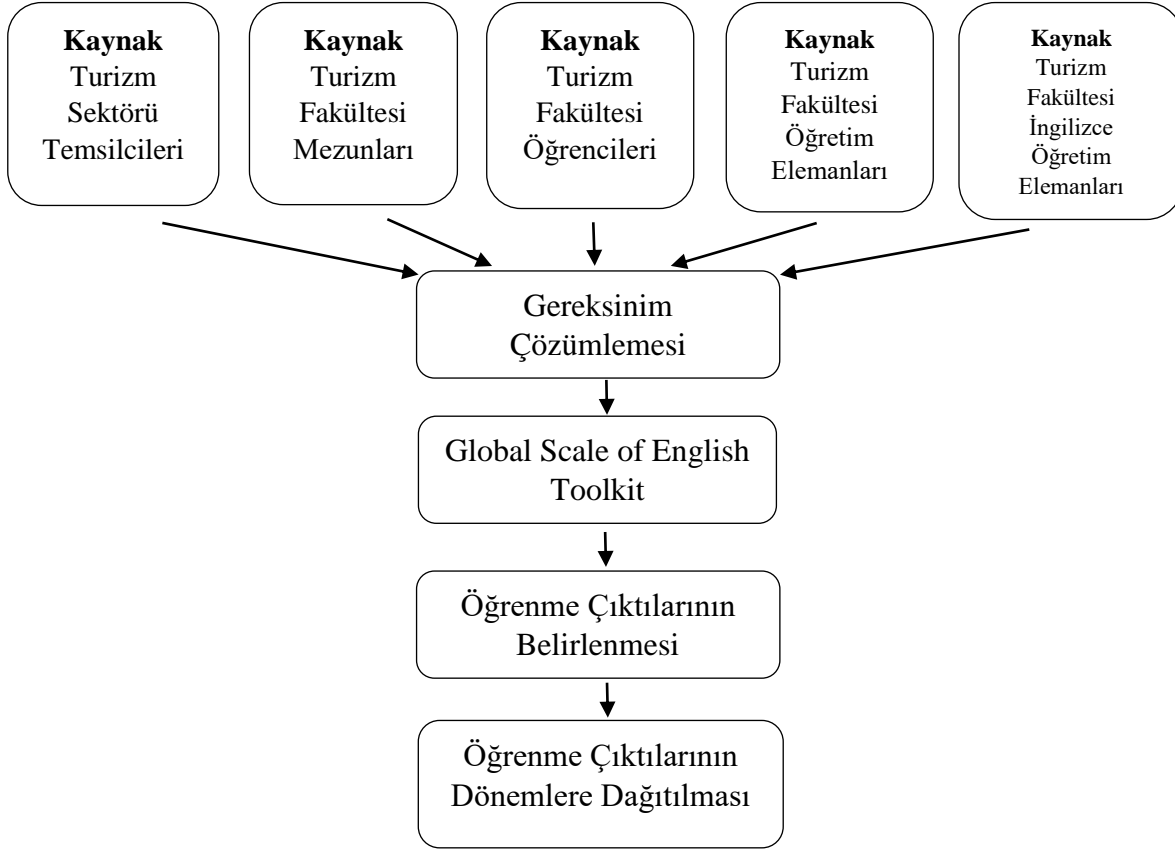 Kaynak
Turizm
Sektörü
Temsilcileri
Kaynak
Turizm
Fakültesi
Mezunları
Kaynak
Turizm
Fakültesi
Öğrencileri
Kaynak
Turizm
Fakültesi
Öğretim
Elemanları
Kaynak
Turizm
Fakültesi
İngilizce
Öğretim
Elemanları
Gereksinim
Çözümlemesi
Global Scale of English
Toolkit
Öğrenme Çıktılarının
Belirlenmesi
Öğrenme Çıktılarının
Dönemlere Dağıtılması